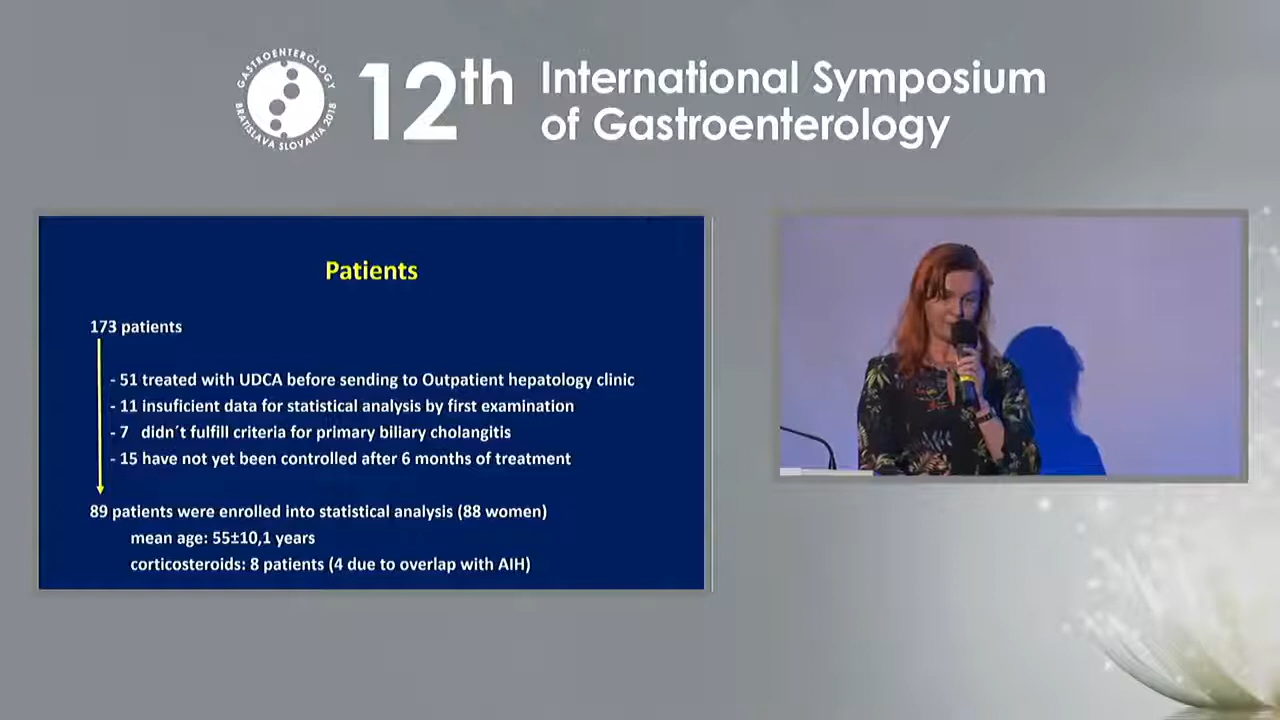 GASTROENTEROLOGY
BRATISLAVA SLOVAKIA 2018
12th
International Symposium
of Gastroenterology
Patients
173 patients
- 51 treated with UDCA before sending to Outpatient hepatology clinic
- 11 insuficient data for statistical analysis by first examination
- 7 didn´t fulfill criteria for primary biliary cholangitis
- 15 have not yet been controlled after 6 months of treatment
89 patients were enrolled into statistical analysis (88 women)
mean age: 55±10,1 years
corticosteroids: 8 patients (4 due to overlap with AIH)